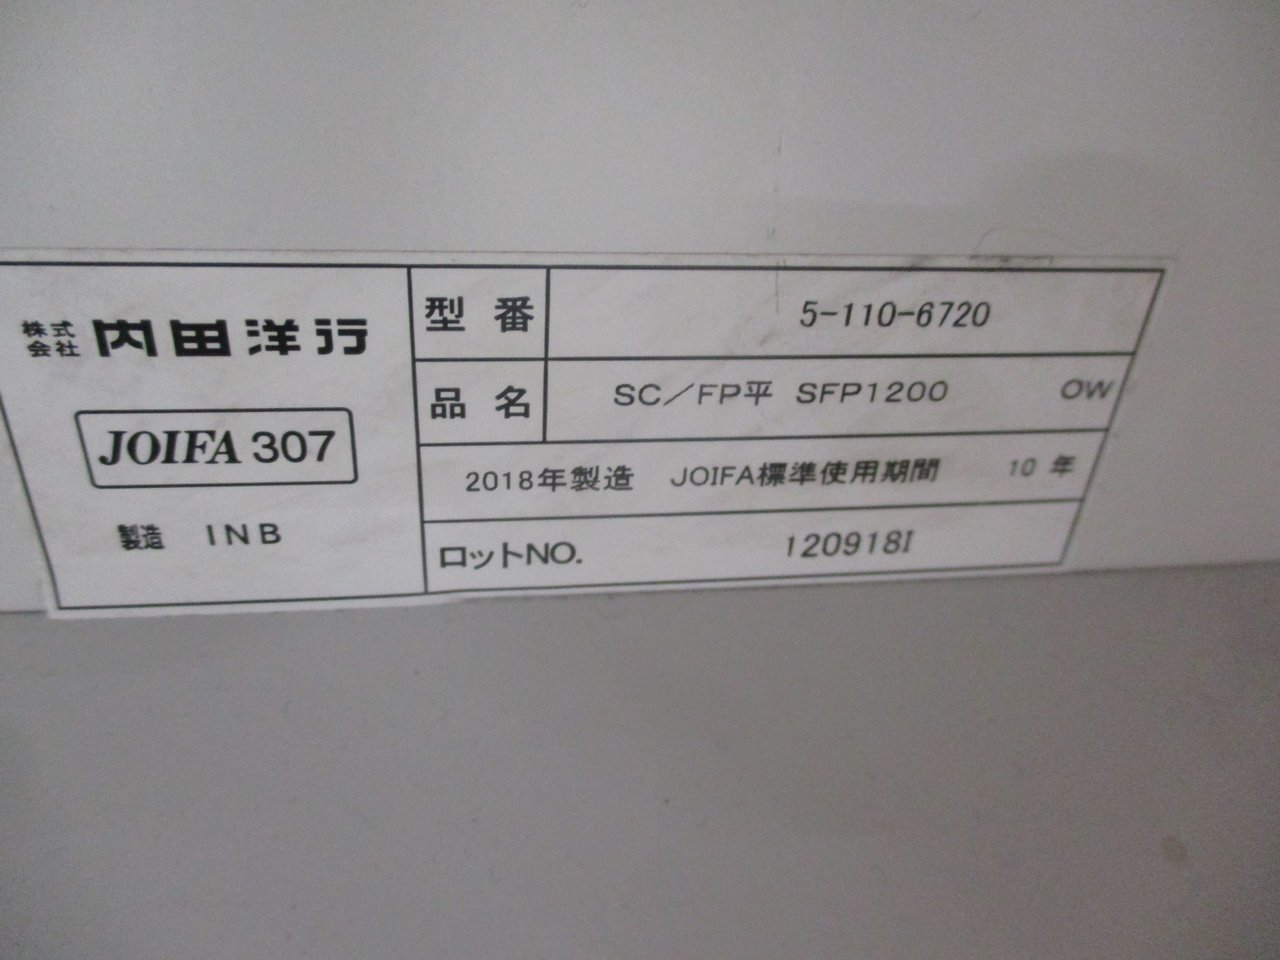 株式会社 内田洋行
JOIFA 307
製造 INB
型番 5-110-6720
品名 SC／FP平 SFP1200 OW
2018年製造 JOIFA標準使用期間 10年
ロットNO. 120918I